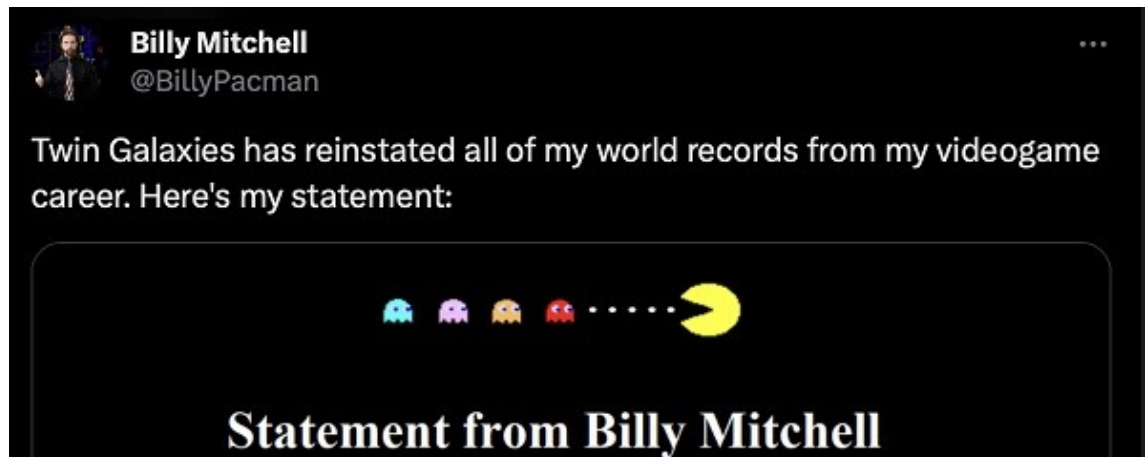 Billy Mitchell
@BillyPacman
Twin Galaxies has reinstated all of my world records from my videogame
career. Here's my statement:
Statement from Billy Mitchell